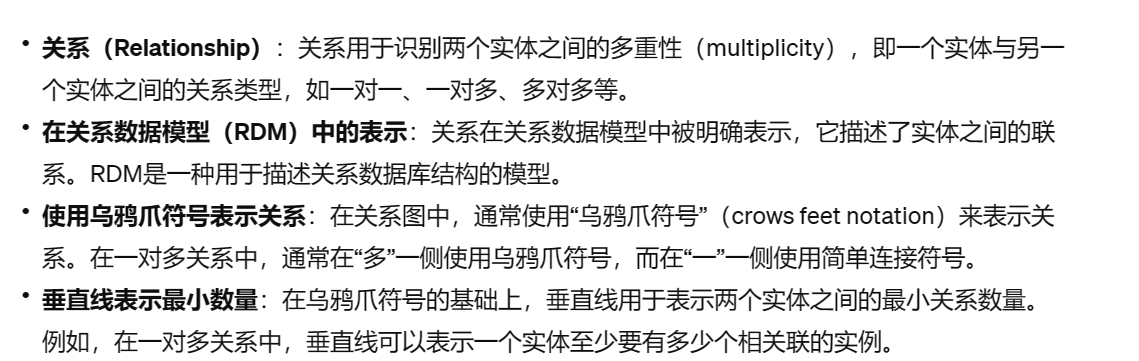 • 关系（Relationship）：关系用于识别两个实体之间的多重性（multiplicity），即一个实体与另一
个实体之间的关系类型，如一对一、一对多、多对多等。
• 在关系数据模型（RDM）中的表示：关系在关系数据模型中被明确表示，它描述了实体之间的联
系。RDM是一种用于描述关系数据库结构的模型。
• 使用乌鸦爪符号表示关系：在关系图中，通常使用“乌鸦爪符号”（crows feet notation）来表示关
系。在一对多关系中，通常在“多”一侧使用乌鸦爪符号，而在“一”一侧使用简单连接符号。
• 垂直线表示最小数量：在乌鸦爪符号的基础上，垂直线用于表示两个实体之间的最小关系数量。
例如，在一对多关系中，垂直线可以表示一个实体至少要有多少个相关联的实例。